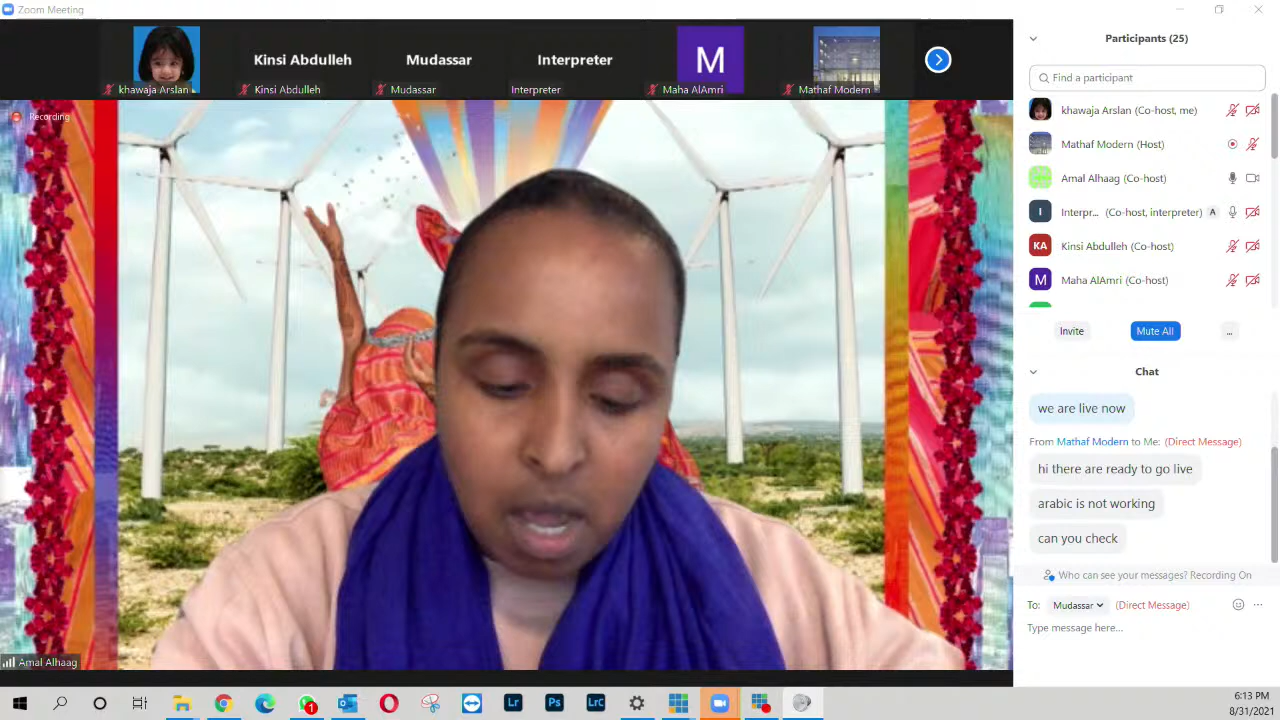 Zoom Meeting
Kinsi Abdulleh
Mudassar
Interpreter
M
khawaja Arslan
Kinsi Abdulleh
Mudassar
Interpreter
Maha AlAmri
Mathaf Modern
Recording
Amal Alhaag
Participants (25)
Find a participant
khawaja Arslan (Co-host, me)
Mathaf Modern (Host)
Amal Alhaag (Co-host)
I Interpr... (Co-host, interpreter) A
KA Kinsi Abdulleh (Co-host)
M Maha AlAmri (Co-host)
Invite
Mute All
...
Chat
we are live now
From Mathaf Modern to Me: (Direct Message)
hi there are ready to go live
arabic is not working
can you check
Who can see your messages? Recording On
To: Mudassar (Direct Message)
Type message here...
1
Lr
Ps
LrC
:13 PM
8/31/2021